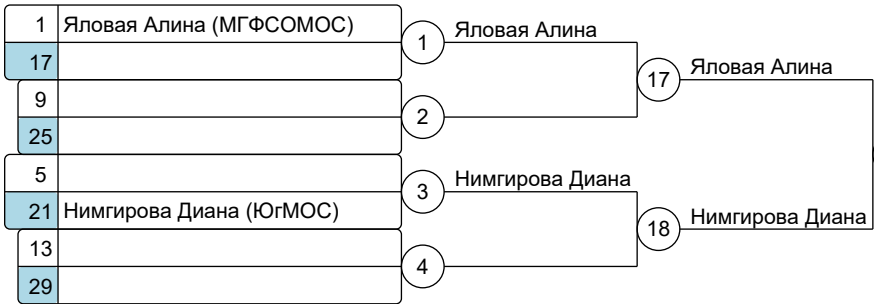 1 Яловая Алина (МГФСОМОС)
17
9
25
5
21 Нимгирова Диана (ЮгМОС)
13
29
1 Яловая Алина
2
3 Нимгирова Диана
4
17 Яловая Алина
18 Нимгирова Диана